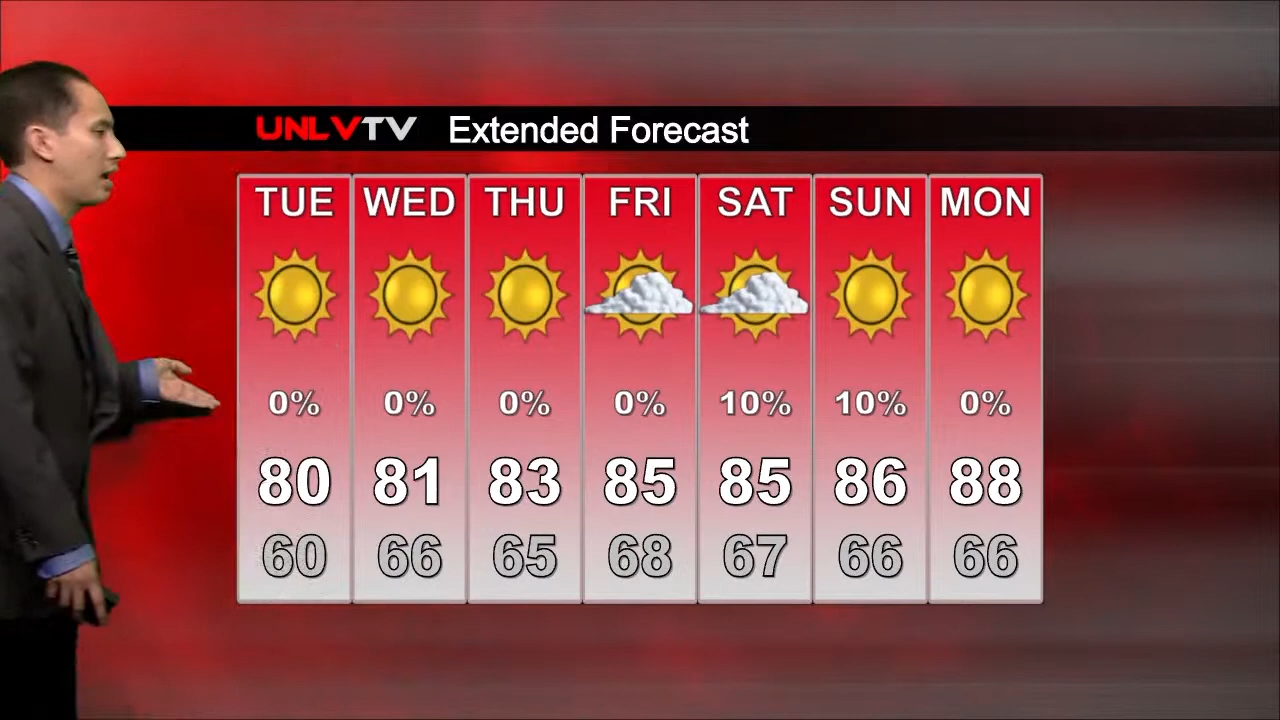 UNLVTV Extended Forecast
TUE WED THU FRI SAT SUN MON
0% 0% 0% 0% 10% 10% 0%
80 81 83 85 85 86 88
60 66 65 68 67 66 66